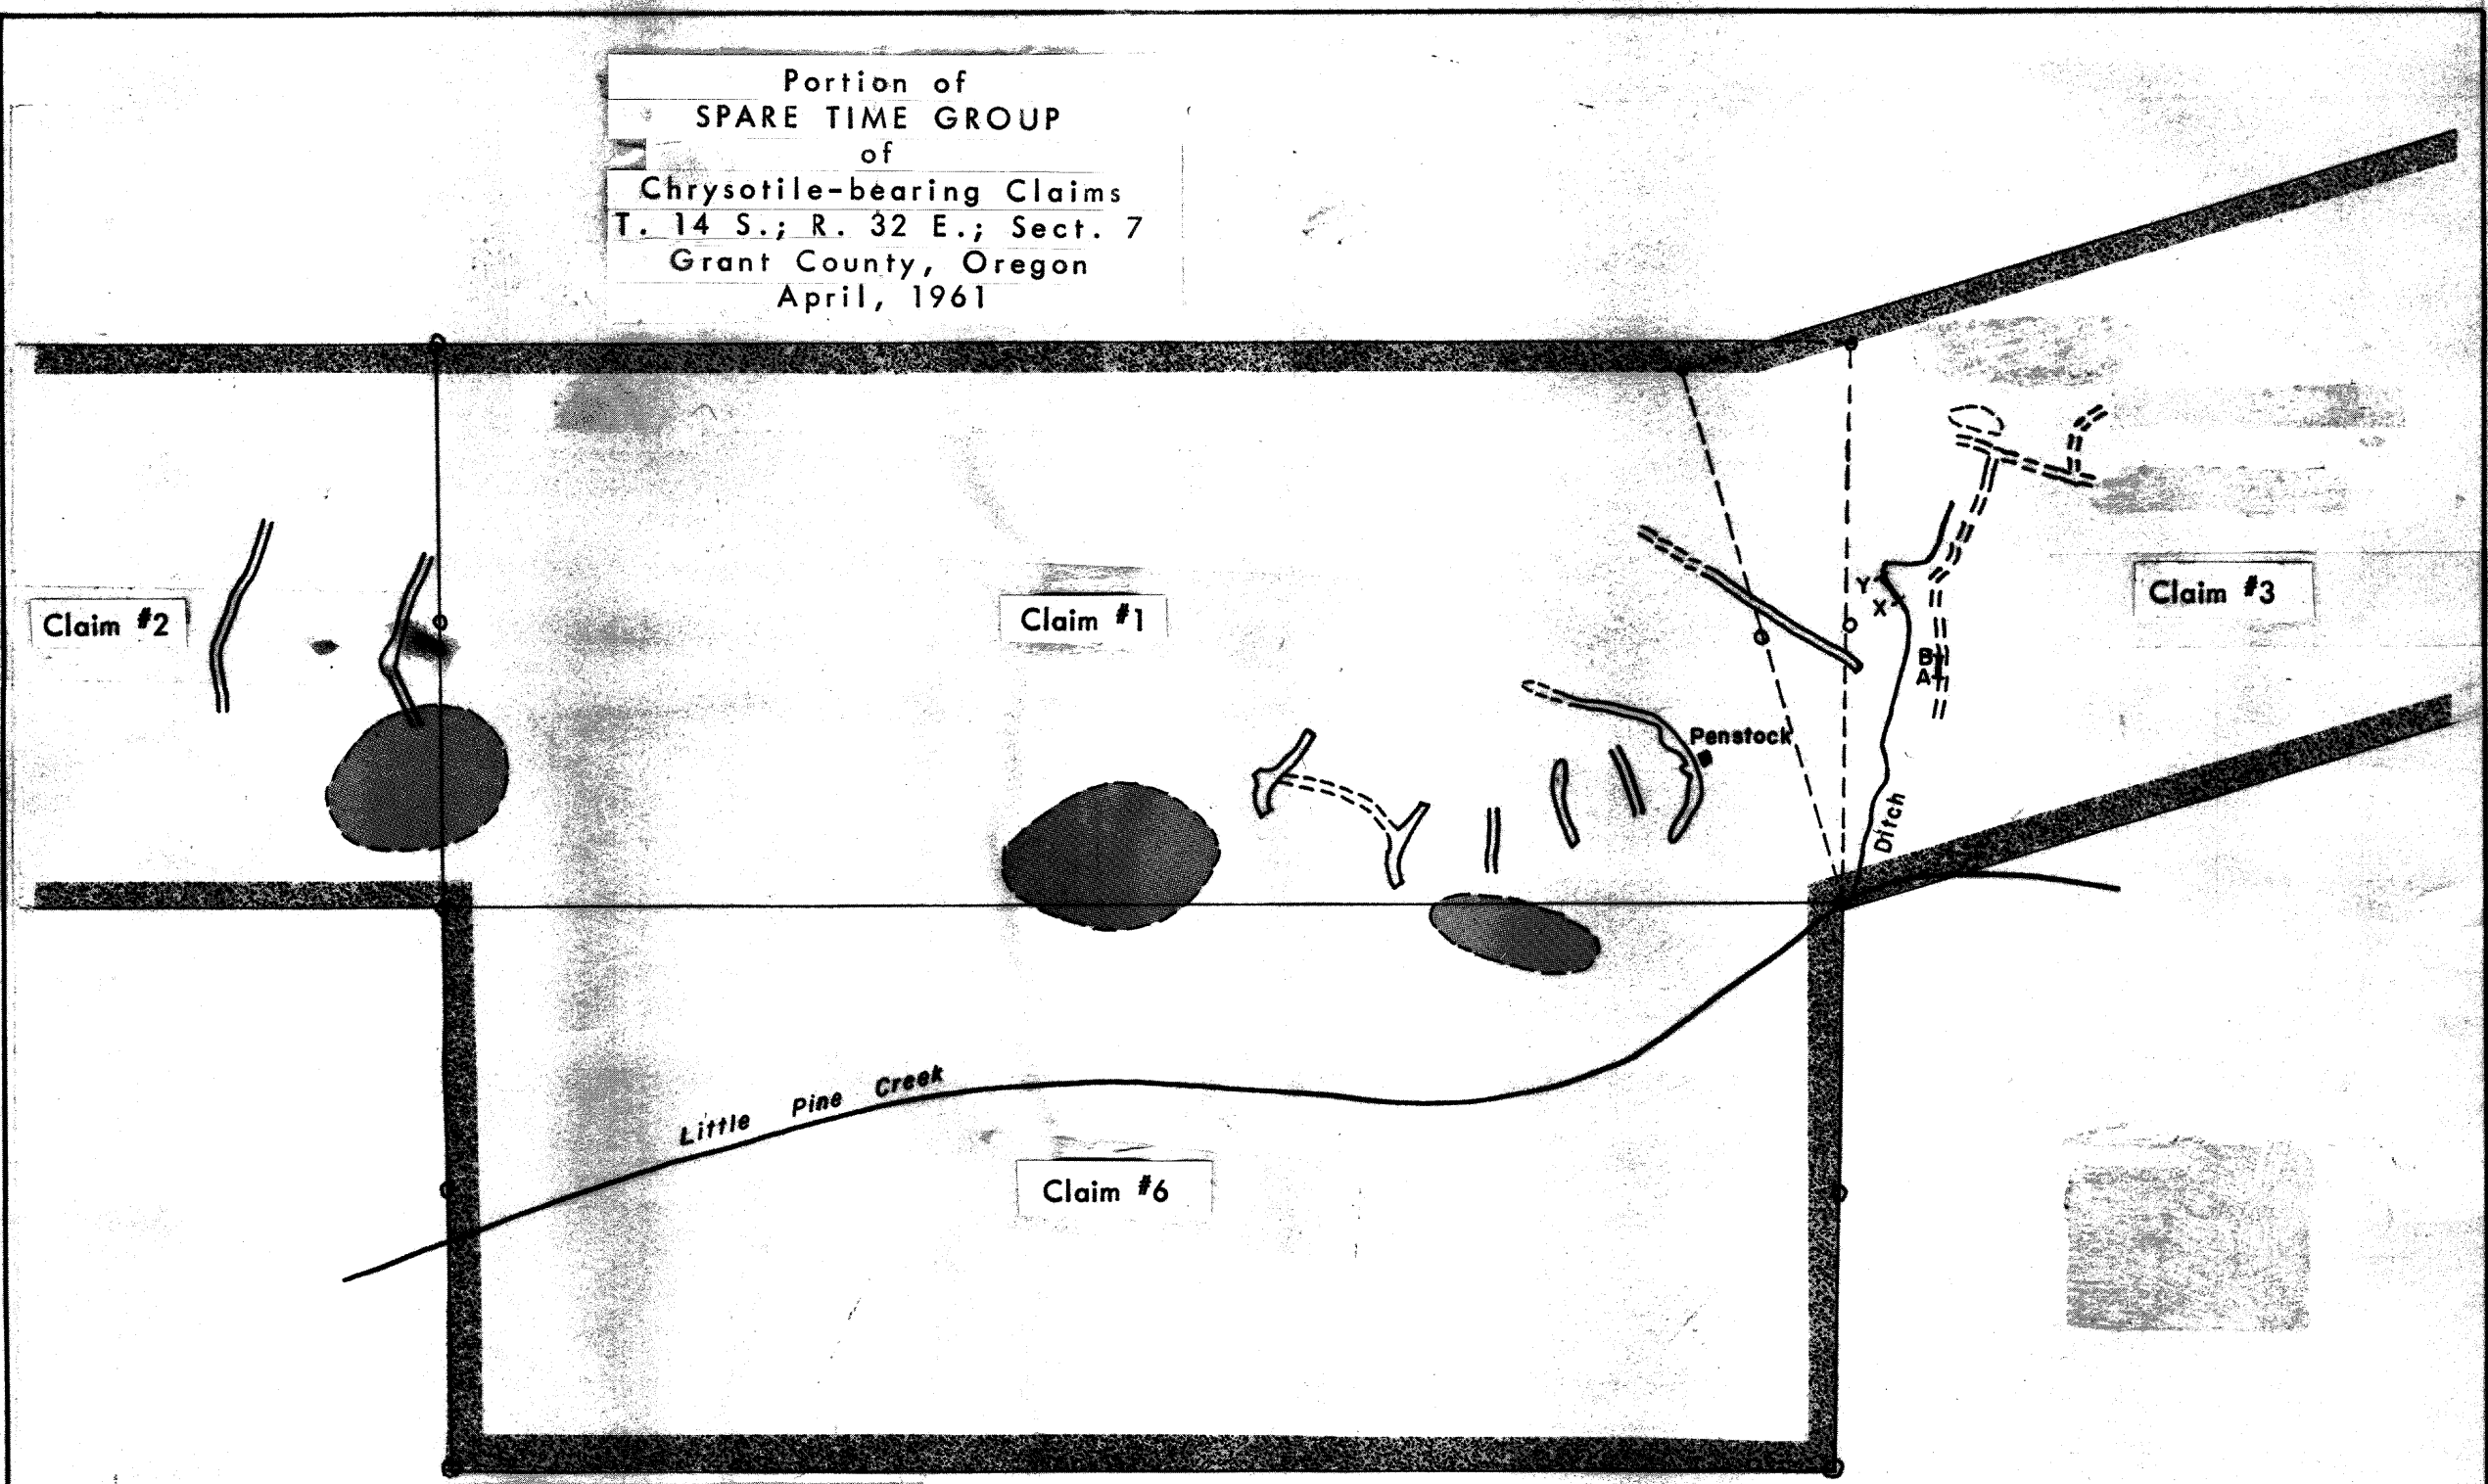 Portion of
SPARE TIME GROUP
of
Chrysotile-bearing Claims
T. 14 S.; R. 32 E.; Sect. 7
Grant County, Oregon
April, 1961
Claim #2
Claim #1
Claim #3
Y
X
B
A
Penstock
Ditch
Little Pine Creek
Claim #6